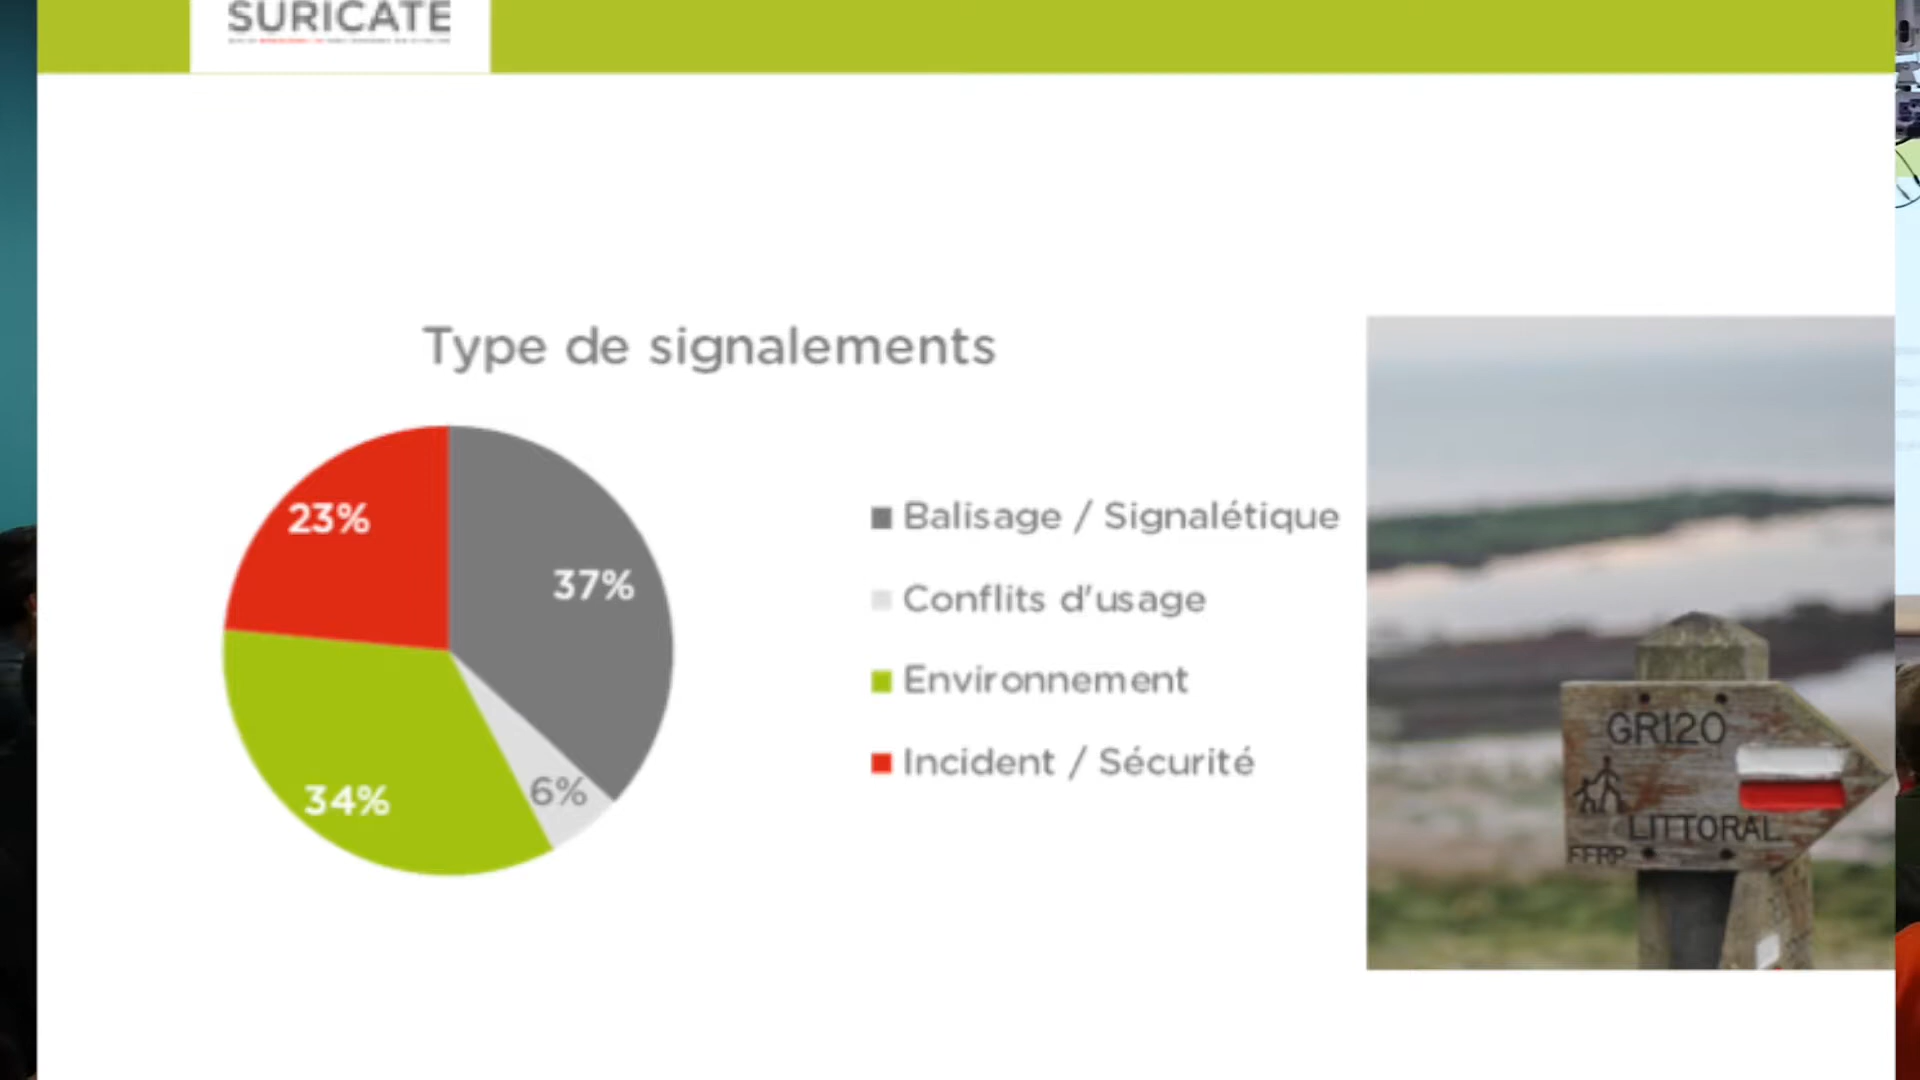 SURICATE
Type de signalements
23%
37%
34%
6%
Balisage / Signalétique
Conflits d'usage
Environnement
Incident / Sécurité
GR120
LITTORAL
FFRP